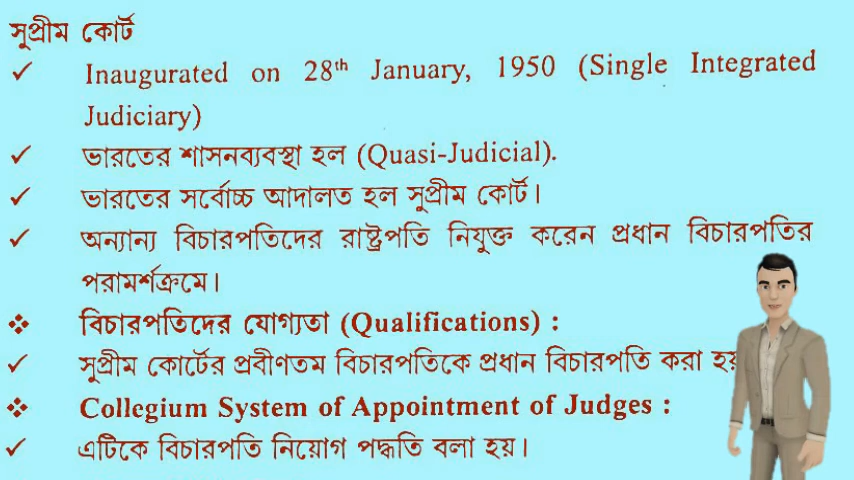 সুপ্রীম কোর্ট
✓ Inaugurated on 28th January, 1950 (Single Integrated
Judiciary)
✓ ভারতের শাসনব্যবস্থা হল (Quasi-Judicial).
✓ ভারতের সর্বোচ্চ আদালত হল সুপ্রীম কোর্ট।
✓ অন্যান্য বিচারপতিদের রাষ্ট্রপতি নিযুক্ত করেন প্রধান বিচারপতির
পরামর্শক্রমে।
❖ বিচারপতিদের যোগ্যতা (Qualifications) :
✓ সুপ্রীম কোর্টের প্রবীণতম বিচারপতিকে প্রধান বিচারপতি করা হয়
❖ Collegium System of Appointment of Judges :
✓ এটিকে বিচারপতি নিয়োগ পদ্ধতি বলা হয়।